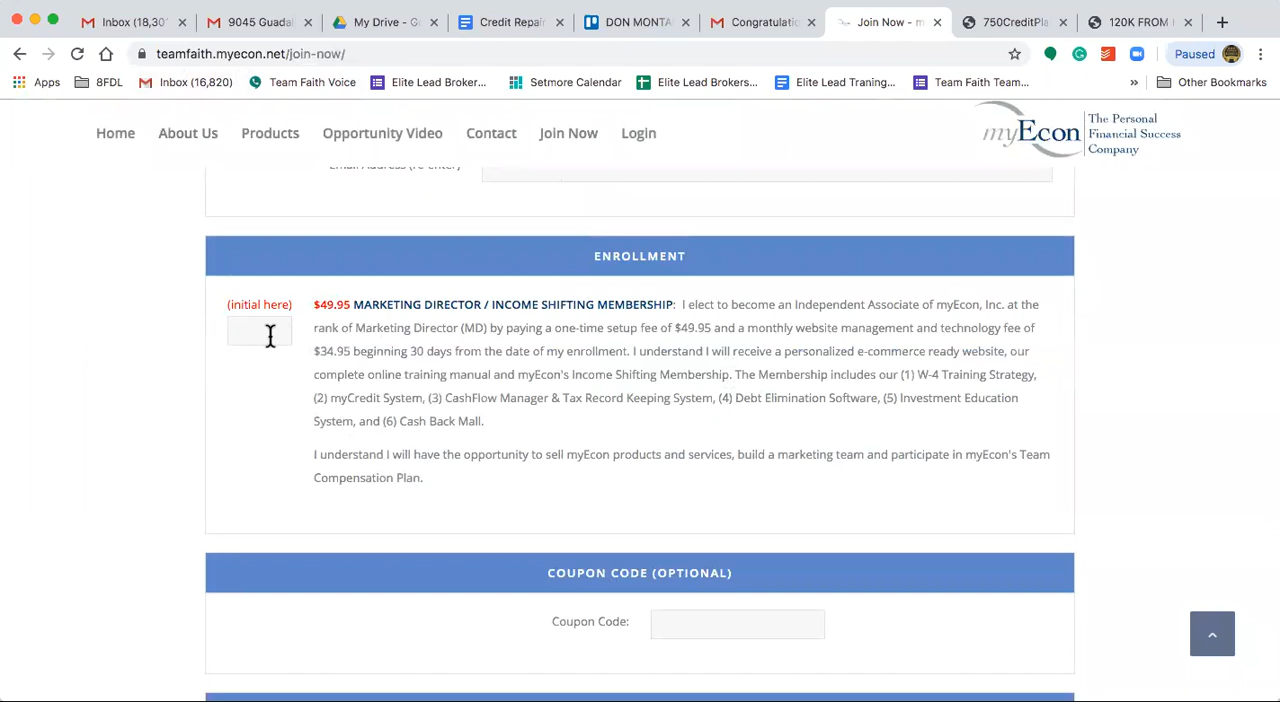 Inbox (18,30
9045 Guadal
My Drive - G
Credit Repair
DON MONTA
Congratulati
Join Now - m
750CreditPla
120K FROM
teamfaith.myecon.net/join-now/
Paused
Apps
8FDL
Inbox (16,820)
Team Faith Voice
Elite Lead Broker...
Setmore Calendar
Elite Lead Brokers...
Elite Lead Traning...
Team Faith Team...
»
Other Bookmarks
Home
About Us
Products
Opportunity Video
Contact
Join Now
Login
myEcon
The Personal
Financial Success
Company
Email Address (re-enter)
ENROLLMENT
(initial here)
$49.95 MARKETING DIRECTOR / INCOME SHIFTING MEMBERSHIP: I elect to become an Independent Associate of myEcon, Inc. at the
rank of Marketing Director (MD) by paying a one-time setup fee of $49.95 and a monthly website management and technology fee of
$34.95 beginning 30 days from the date of my enrollment. I understand I will receive a personalized e-commerce ready website, our
complete online training manual and myEcon's Income Shifting Membership. The Membership includes our (1) W-4 Training Strategy,
(2) myCredit System, (3) CashFlow Manager & Tax Record Keeping System, (4) Debt Elimination Software, (5) Investment Education
System, and (6) Cash Back Mall.
I understand I will have the opportunity to sell myEcon products and services, build a marketing team and participate in myEcon's Team
Compensation Plan.
COUPON CODE (OPTIONAL)
Coupon Code: